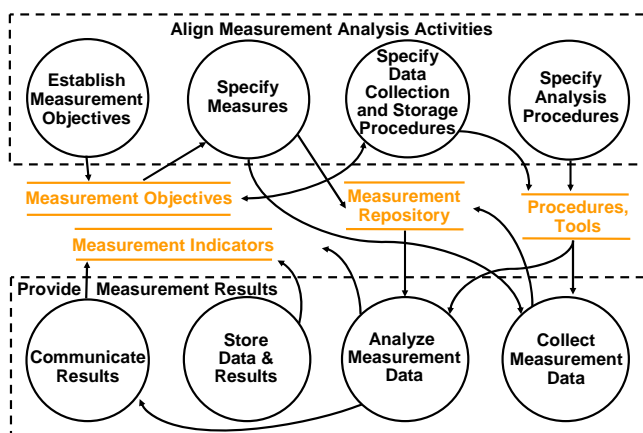 Align Measurement Analysis Activities
Establish
Measurement
Objectives
Specify
Measures
Specify
Data
Collection
and Storage
Procedures
Specify
Analysis
Procedures
Measurement Objectives
Measurement
Repository
Procedures,
Tools
Measurement Indicators
Provide Measurement Results
Communicate
Results
Store
Data &
Results
Analyze
Measurement
Data
Collect
Measurement
Data